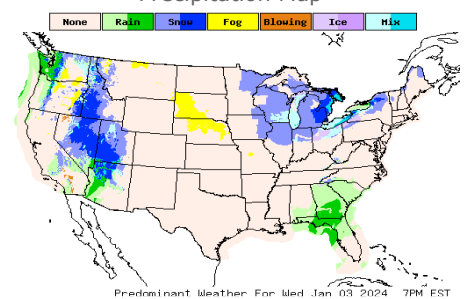 Precipitation Map
None Rain Snow Fog Blowing Ice Mix
Predominant Weather For Wed Jan 03 2024 7PM EST